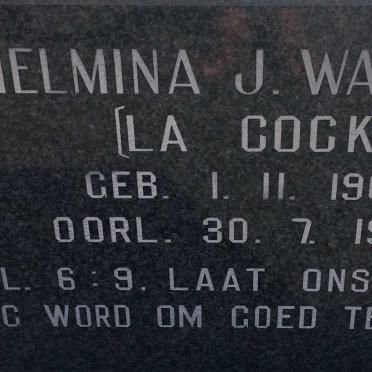 HELMINA J. WA
(LA COCK
GEB. 1. 11. 19
OORL. 30. 7. 19
L. 6:9. LAAT ONS
G WORD OM GOED TE